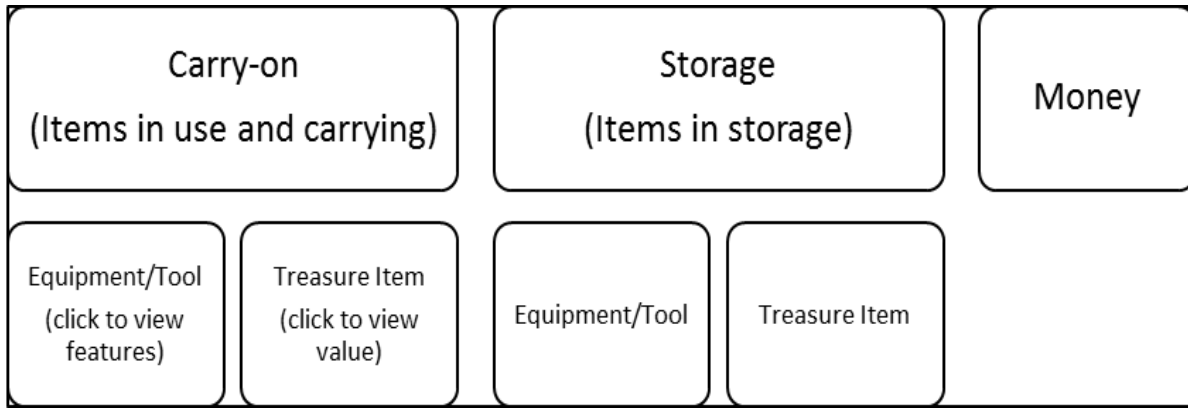 Carry-on
(Items in use and carrying)
Storage
(Items in storage)
Money
Equipment/Tool
(click to view
features)
Treasure Item
(click to view
value)
Equipment/Tool
Treasure Item